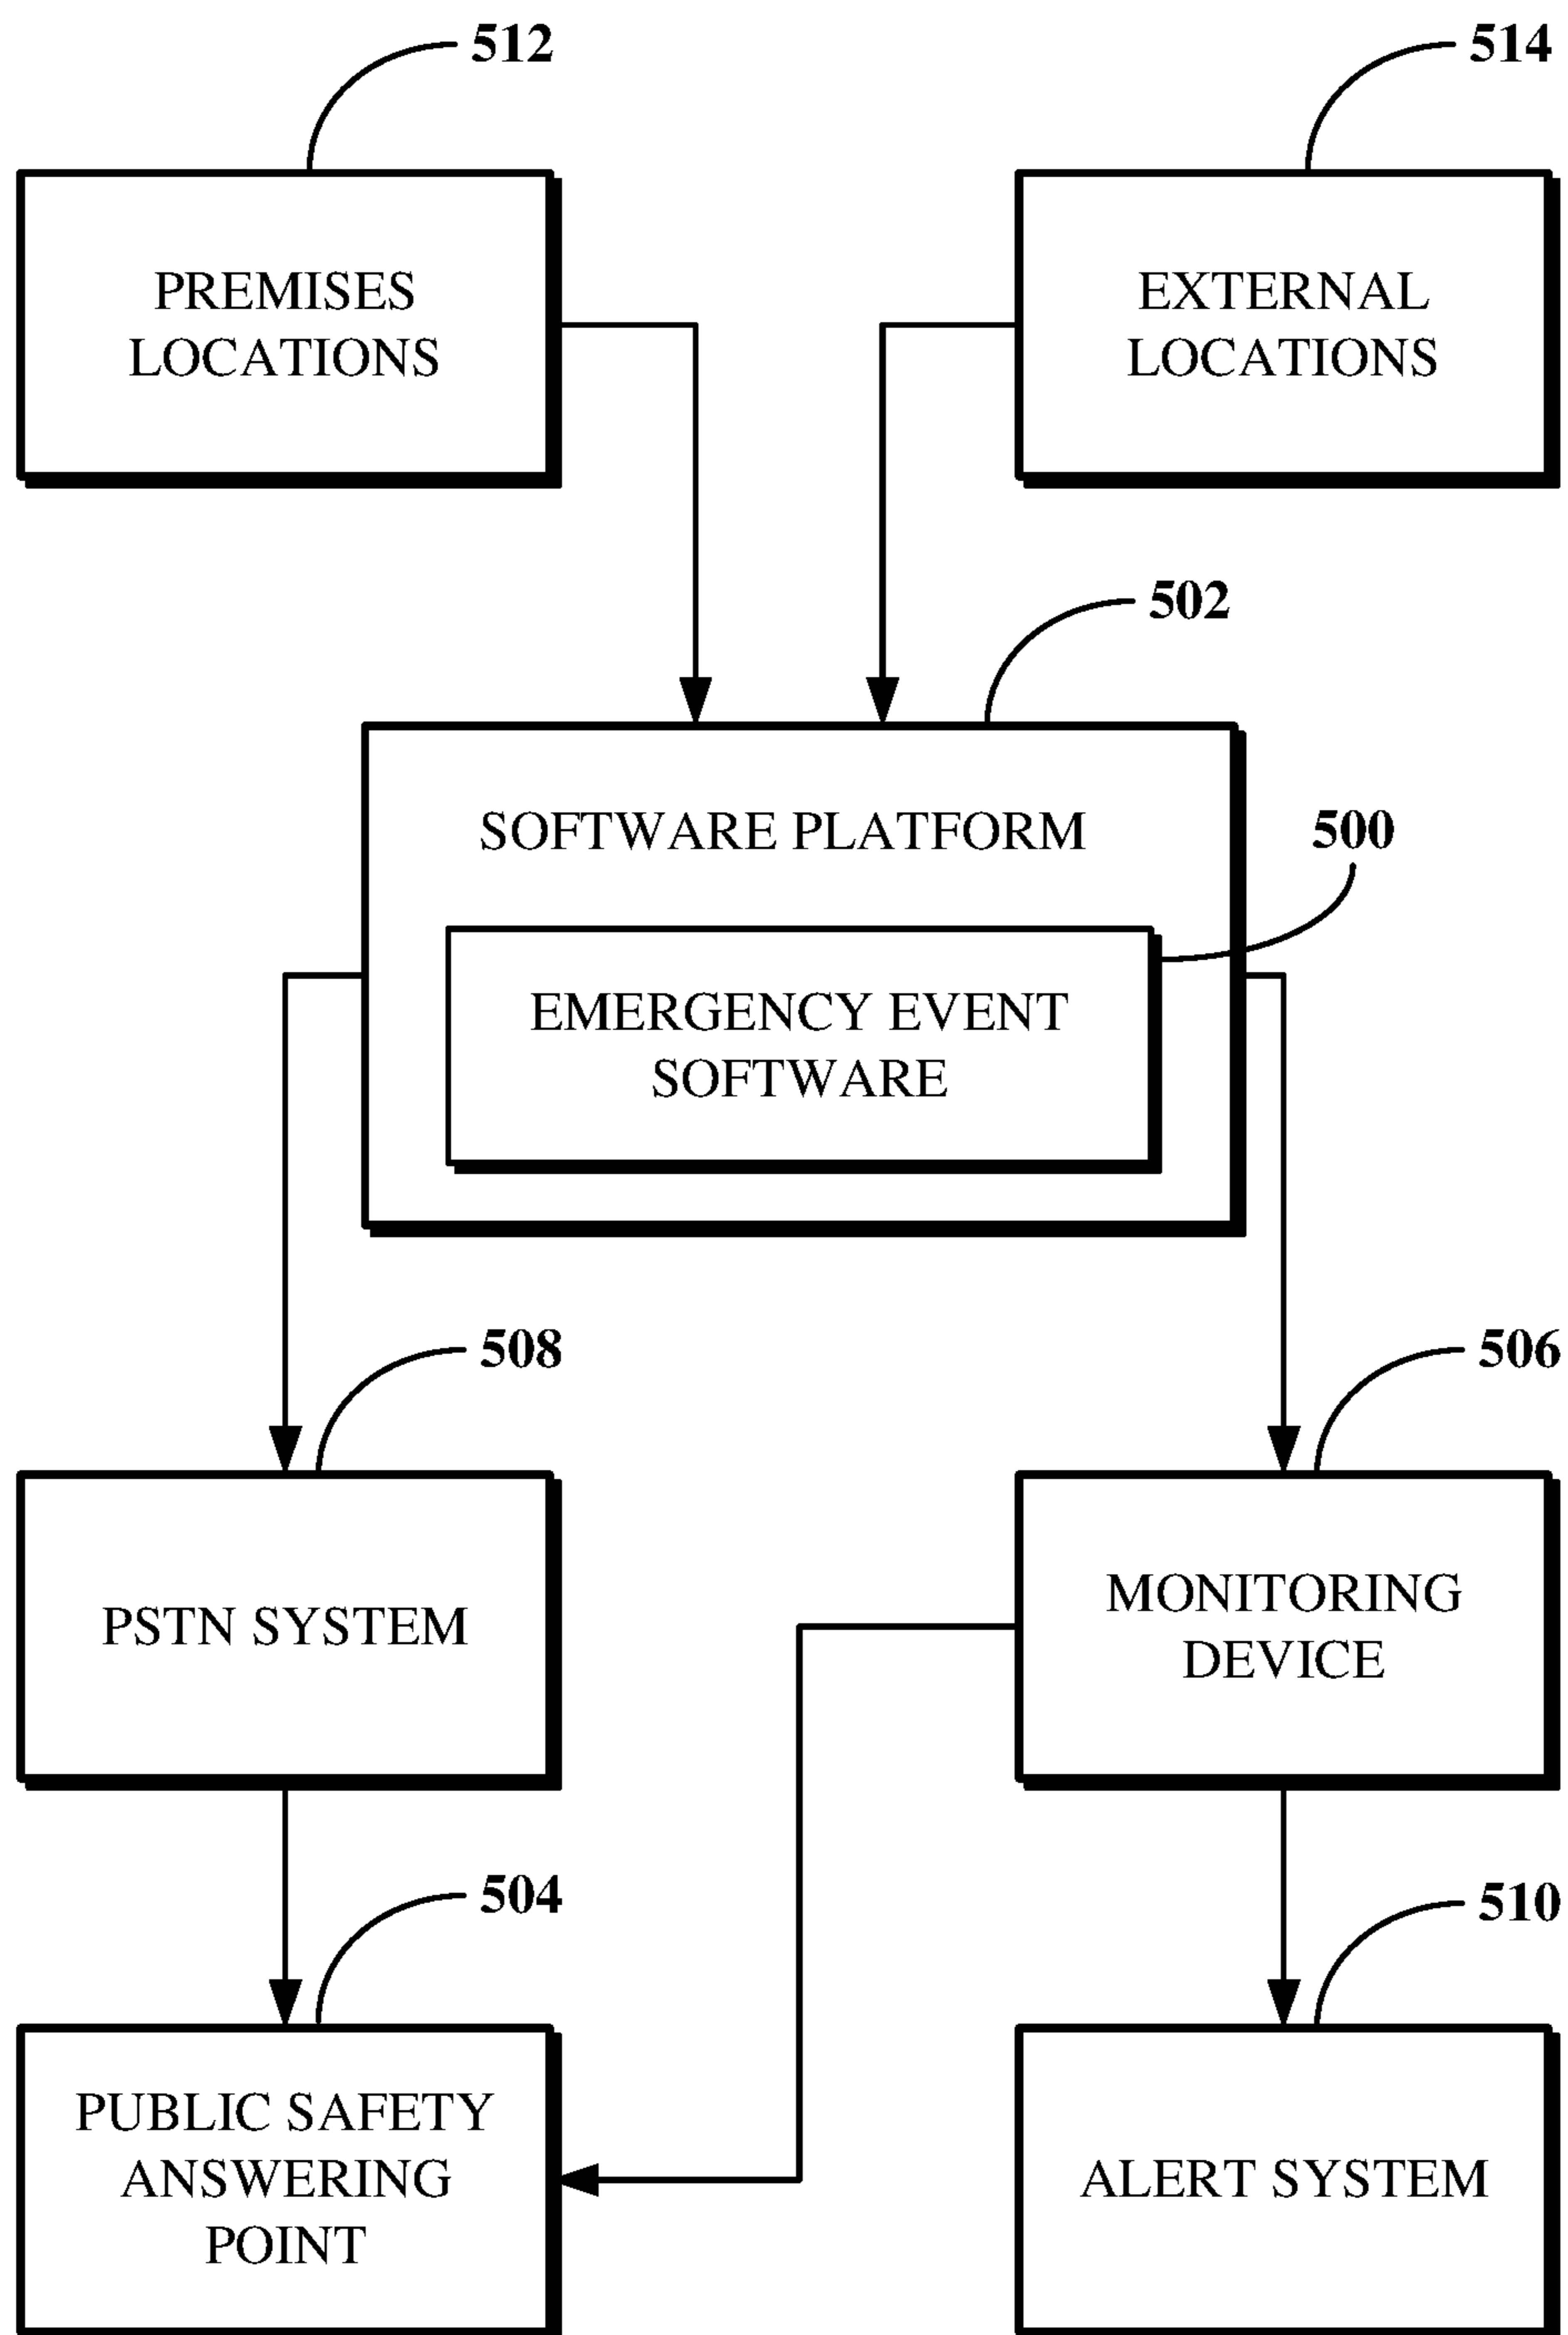 512
514
PREMISES
LOCATIONS
EXTERNAL
LOCATIONS
502
SOFTWARE PLATFORM
500
EMERGENCY EVENT
SOFTWARE
508
506
PSTN SYSTEM
MONITORING
DEVICE
504
510
PUBLIC SAFETY
ANSWERING
POINT
ALERT SYSTEM